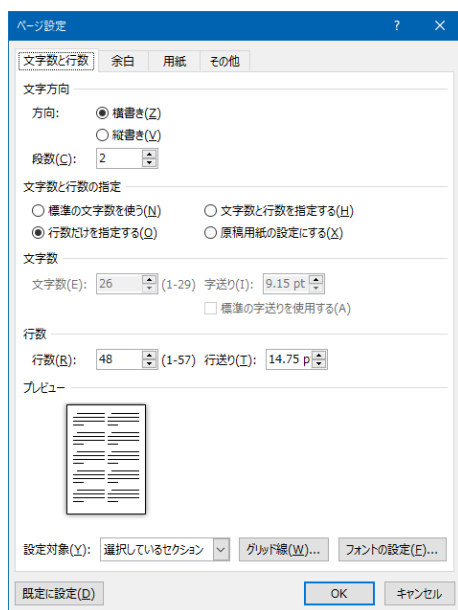 ページ設定 ? ×
文字数と行数 余白 用紙 その他
文字方向
方向: 横書き(Z)
縦書き(V)
段数(C): 2
文字数と行数の指定
標準の文字数を使う(N) 文字数と行数を指定する(H)
行数だけを指定する(O) 原稿用紙の設定にする(X)
文字数
文字数(E): 26 (1-29) 字送り(I): 9.15 pt
標準の字送りを使用する(A)
行数
行数(R): 48 (1-57) 行送り(T): 14.75 p
プレビュー
設定対象(Y): 選択しているセクション グリッド線(W)... フォントの設定(F)...
既定に設定(D) OK キャンセル